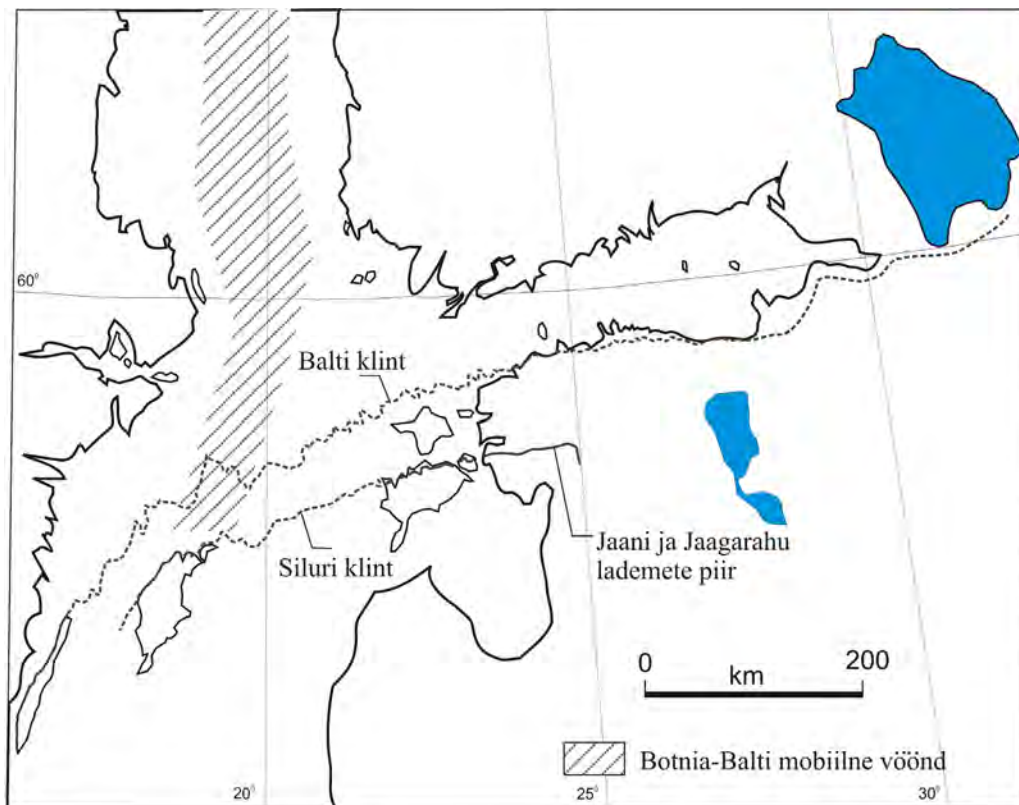 60°
Balti klint
Siluri klint
Jaani ja Jaagarahu
lademete piir
0 200
km
Botnia-Balti mobiilne vöönd
20° 25° 30°